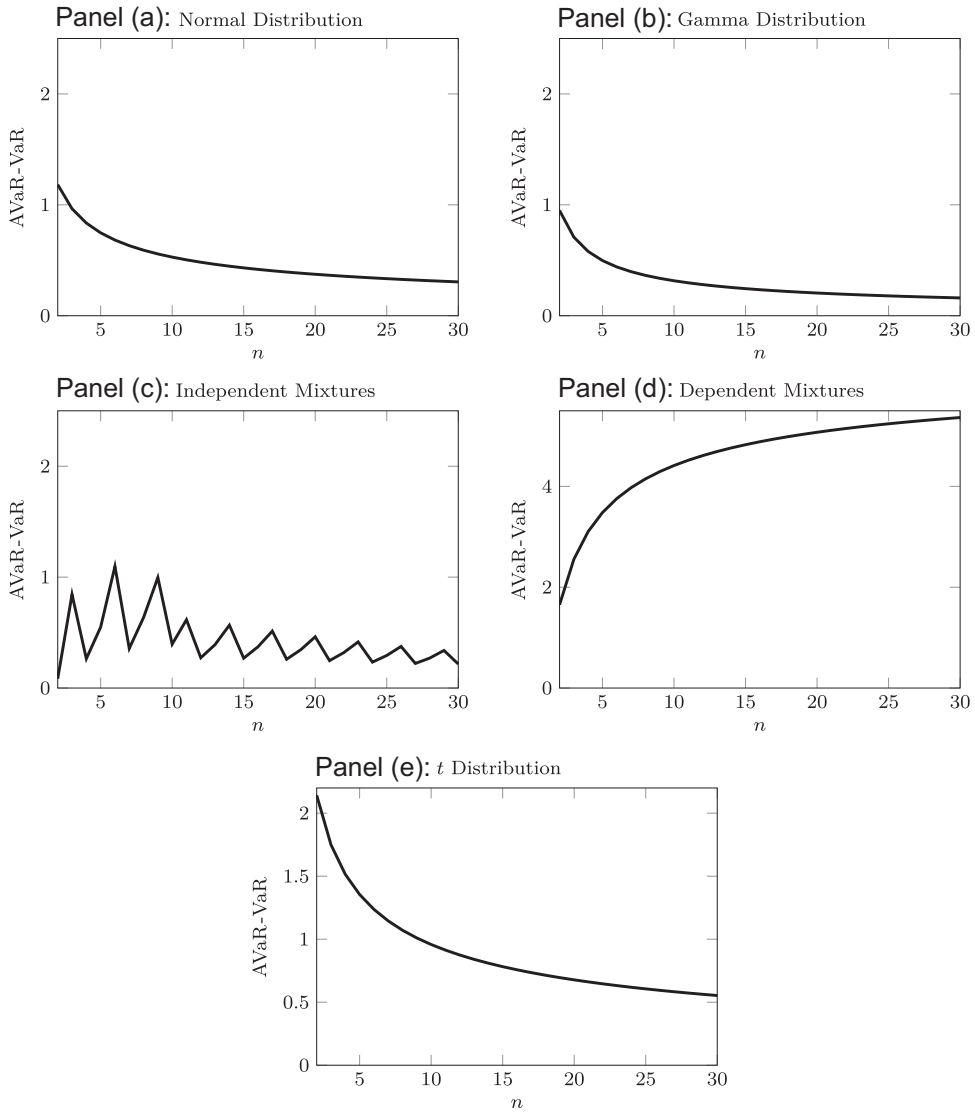 Panel (a): Normal Distribution
2
1
0
AVaR-VaR
5 10 15 20 25 30
n
Panel (b): Gamma Distribution
2
1
0
AVaR-VaR
5 10 15 20 25 30
n
Panel (c): Independent Mixtures
2
1
0
AVaR-VaR
5 10 15 20 25 30
n
Panel (d): Dependent Mixtures
4
2
0
AVaR-VaR
5 10 15 20 25 30
n
Panel (e): t Distribution
2
1.5
1
0.5
0
AVaR-VaR
5 10 15 20 25 30
n